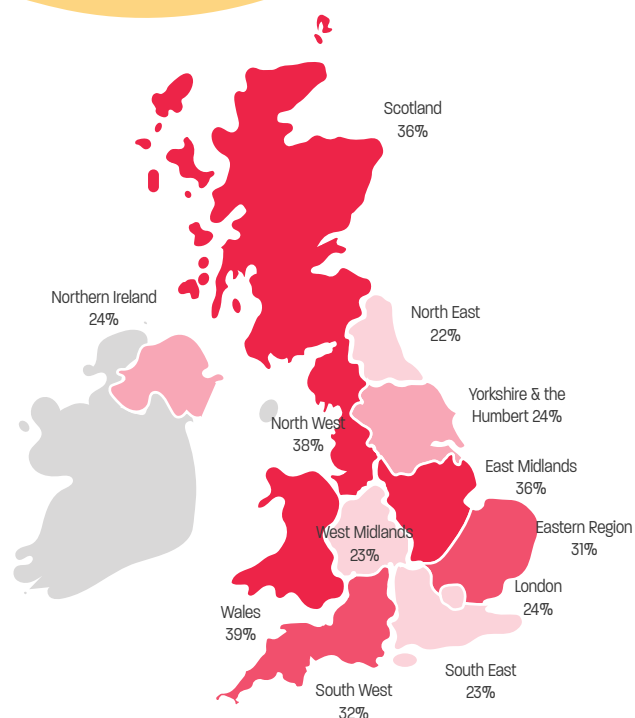 Scotland
36%
Northern Ireland
24%
North East
22%
Yorkshire & the
Humbert 24%
North West
38%
East Midlands
36%
Eastern Region
31%
West Midlands
23%
London
24%
Wales
39%
South East
23%
South West
32%